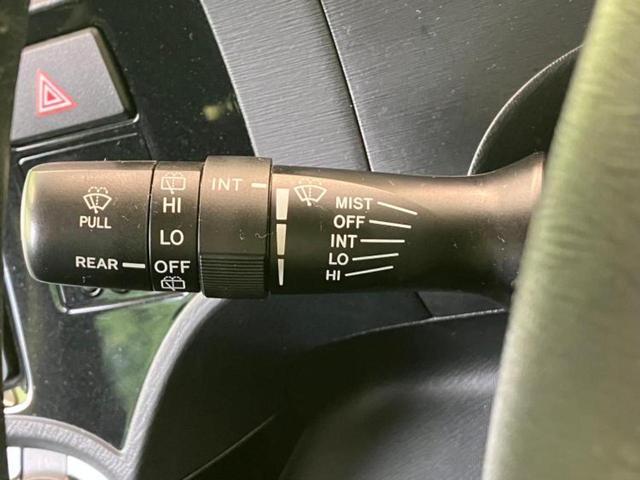 PULL
REAR
HI
LO
OFF
INT
MIST
OFF
INT
LO
HI